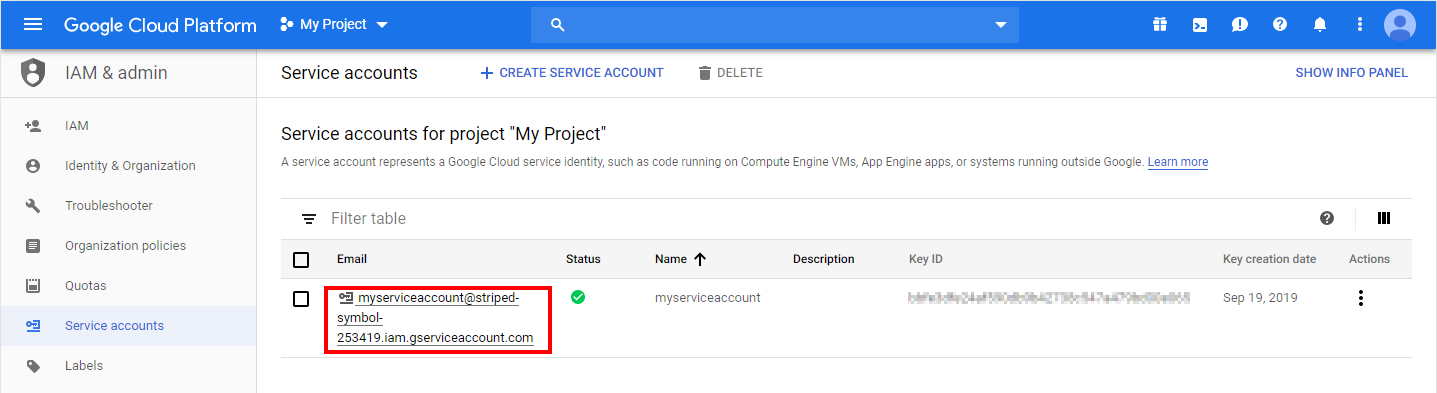 Google Cloud Platform My Project
IAM & admin Service accounts CREATE SERVICE ACCOUNT DELETE SHOW INFO PANEL
IAM
Identity & Organization
Troubleshooter
Organization policies
Quotas
Service accounts
Labels
Service accounts for project "My Project"
A service account represents a Google Cloud service identity, such as code running on Compute Engine VMs, App Engine apps, or systems running outside Google. Learn more
Filter table
Email Status Name Description Key ID Key creation date Actions
myserviceaccount@striped- myserviceaccount Sep 19, 2019
symbol-
253419.iam.gserviceaccount.com